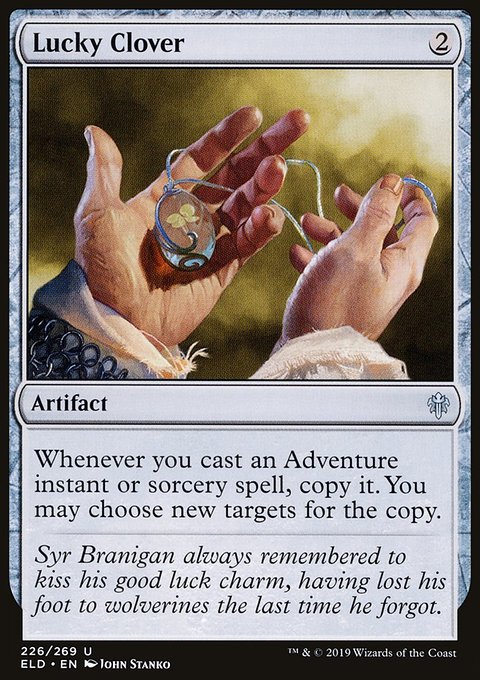 Lucky Clover 2
Artifact
Whenever you cast an Adventure
instant or sorcery spell, copy it. You
may choose new targets for the copy.
Syr Branigan always remembered to
kiss his good luck charm, having lost his
foot to wolverines the last time he forgot.
226/269 U
ELD • EN JOHN STANKO
™ & © 2019 Wizards of the Coast